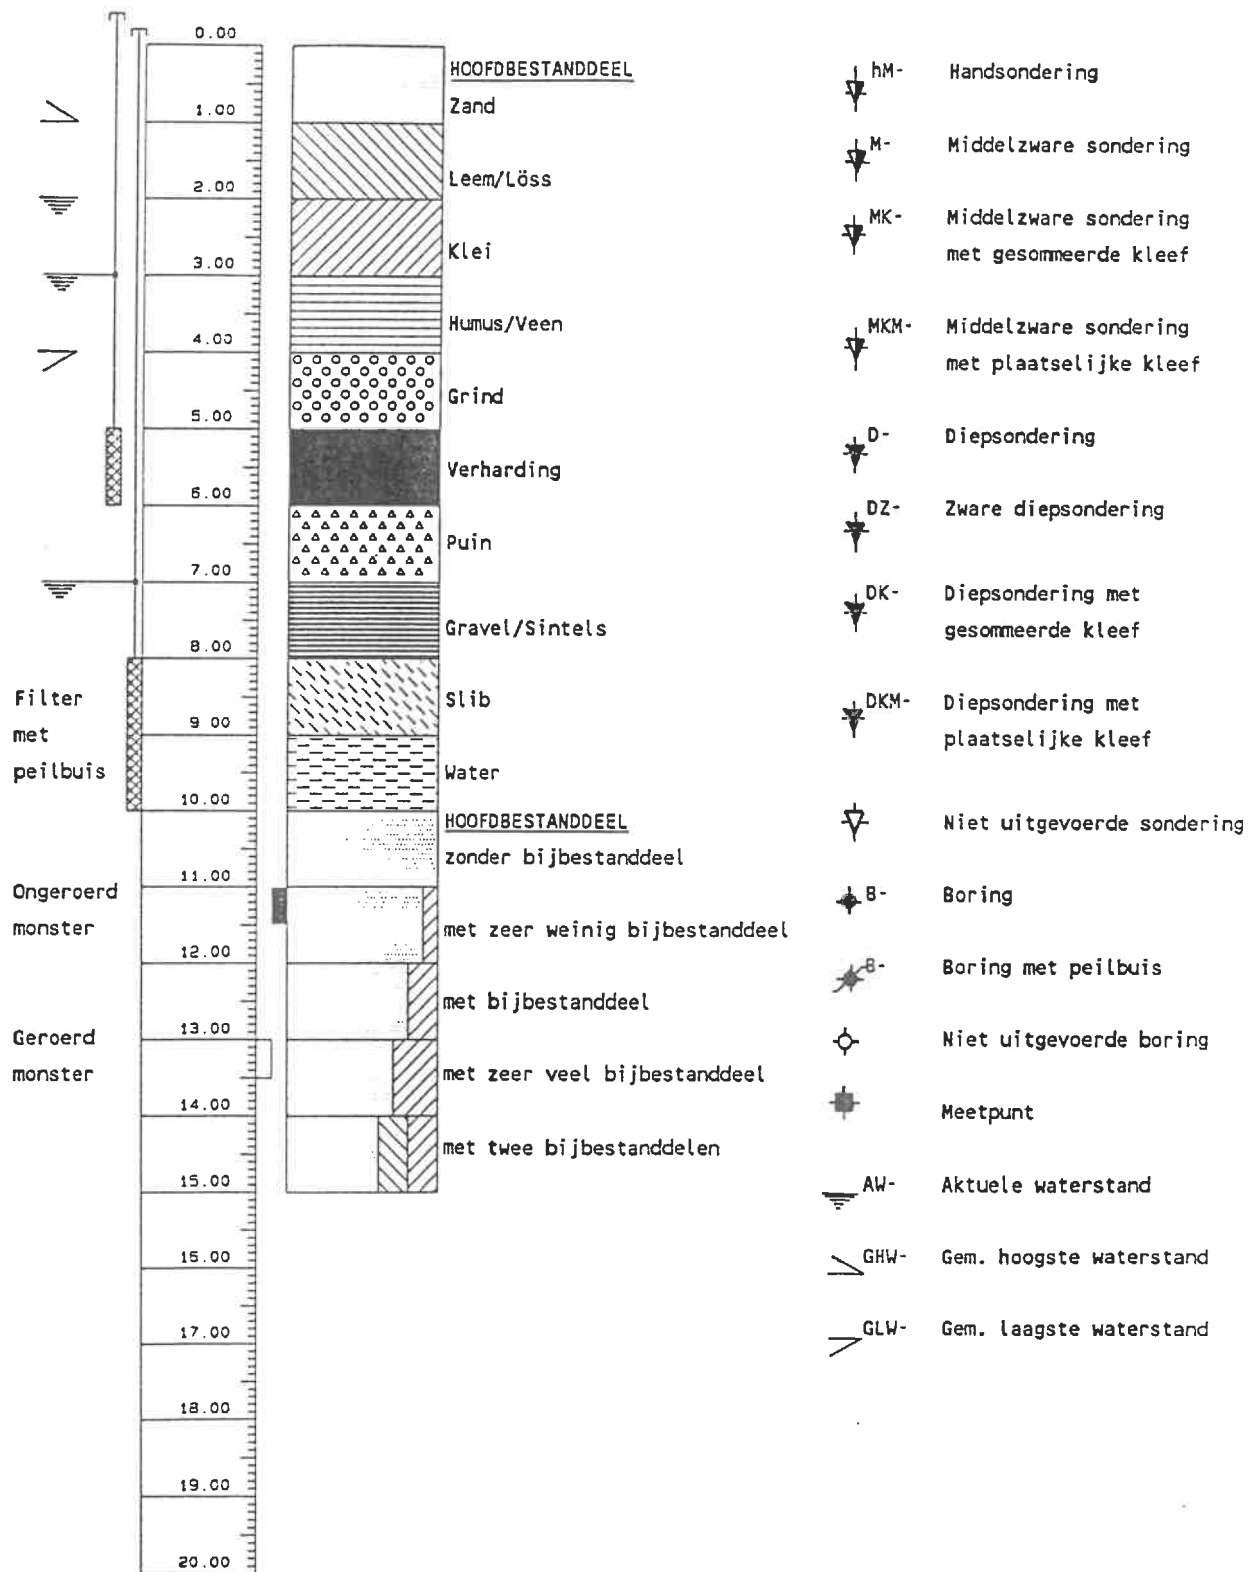 0.00
1.00
2.00
3.00
4.00
5.00
6.00
7.00
8.00
9 00
10.00
11.00
12.00
13.00
14.00
15.00
15.00
17.00
18.00
19.00
20.00
Filter
met
peilbuis
Ongeroerd
monster
Geroerd
monster
HOOFDBESTANDDEEL
Zand
Leem/Löss
Klei
Humus/Veen
Grind
Verharding
Puin
Gravel/Sintels
Slib
Water
HOOFDBESTANDDEEL
zonder bijbestanddeel
met zeer weinig bijbestanddeel
met bijbestanddeel
met zeer veel bijbestanddeel
met twee bijbestanddelen
hM- Handsondering
M- Middelzware sondering
MK- Middelzware sondering
met gesommeerde kleef
MKM- Middelzware sondering
met plaatselijke kleef
D- Diepsondering
DZ- Zware diepsondering
DK- Diepsondering met
gesommeerde kleef
DKM- Diepsondering met
plaatselijke kleef
Niet uitgevoerde sondering
B- Boring
B- Boring met peilbuis
Niet uitgevoerde boring
Meetpunt
AW- Aktuele waterstand
GHW- Gem. hoogste waterstand
GLW- Gem. laagste waterstand